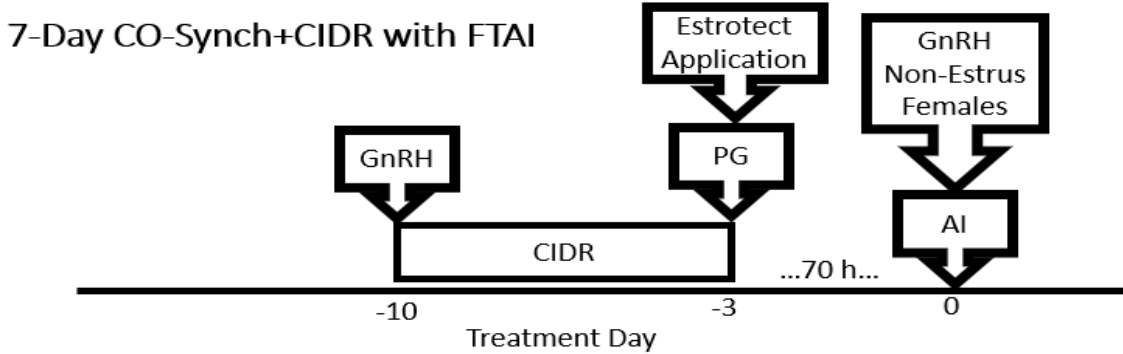 7-Day CO-Synch+CIDR with FTAI
Estrotect
Application
GnRH
Non-Estrus
Females
GnRH
PG
AI
CIDR
...70 h...
-10
-3
0
Treatment Day